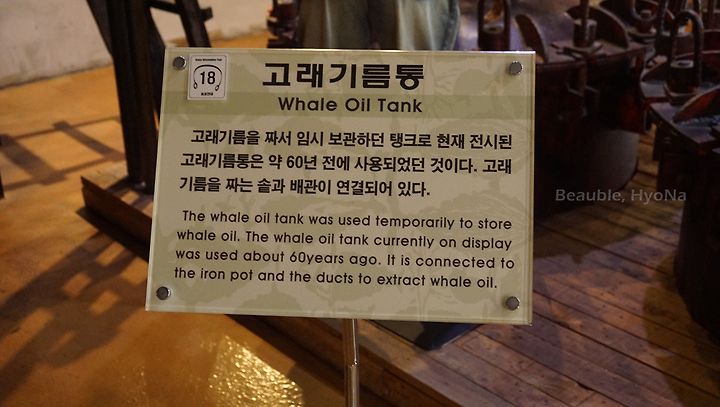 18
고래기름통
Whale Oil Tank
고래기름을 짜서 임시 보관하던 탱크로 현재 전시된
고래기름통은 약 60년 전에 사용되었던 것이다. 고래
기름을 짜는 솥과 배관이 연결되어 있다.
The whale oil tank was used temporarily to store
whale oil. The whale oil tank currently on display
was used about 60years ago. It is connected to
the iron pot and the ducts to extract whale oil.
Beauble, HyoNa